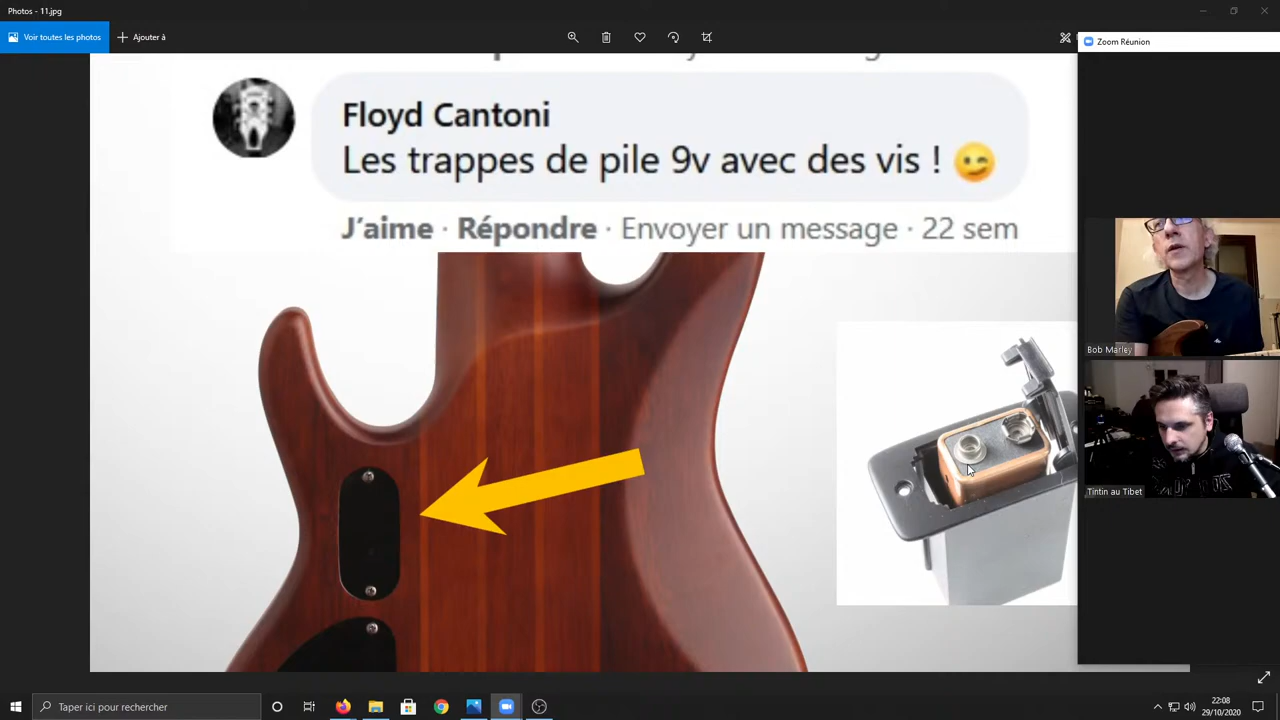 Photos - 11.jpg
Voir toutes les photos
Ajouter à
Zoom Réunion
Floyd Cantoni
Les trappes de pile 9v avec des vis ! 😉
J'aime · Répondre · Envoyer un message · 22 sem
Bob Marley
Tintin au Tibet
Taper ici pour rechercher
22:08
29/10/2020